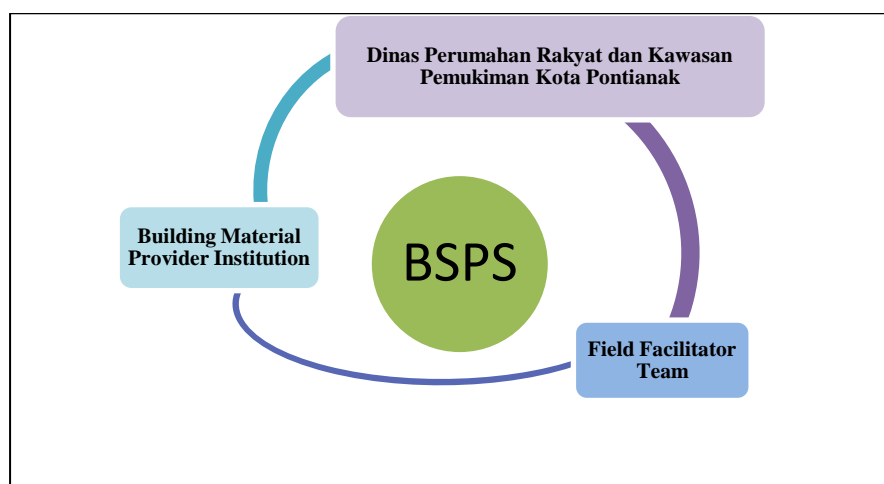 Dinas Perumahan Rakyat dan Kawasan
Pemukiman Kota Pontianak
Building Material
Provider Institution
BSPS
Field Facilitator
Team